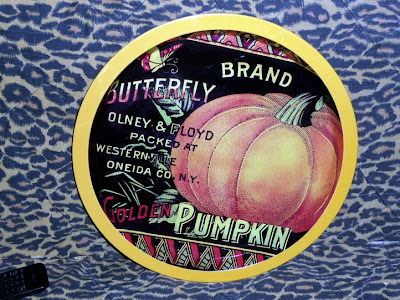 BUTTERFLY BRAND
OLNEY & FLOYD
PACKED AT
WESTERNVILLE
ONEIDA CO. N.Y.
GOLDEN PUMPKIN